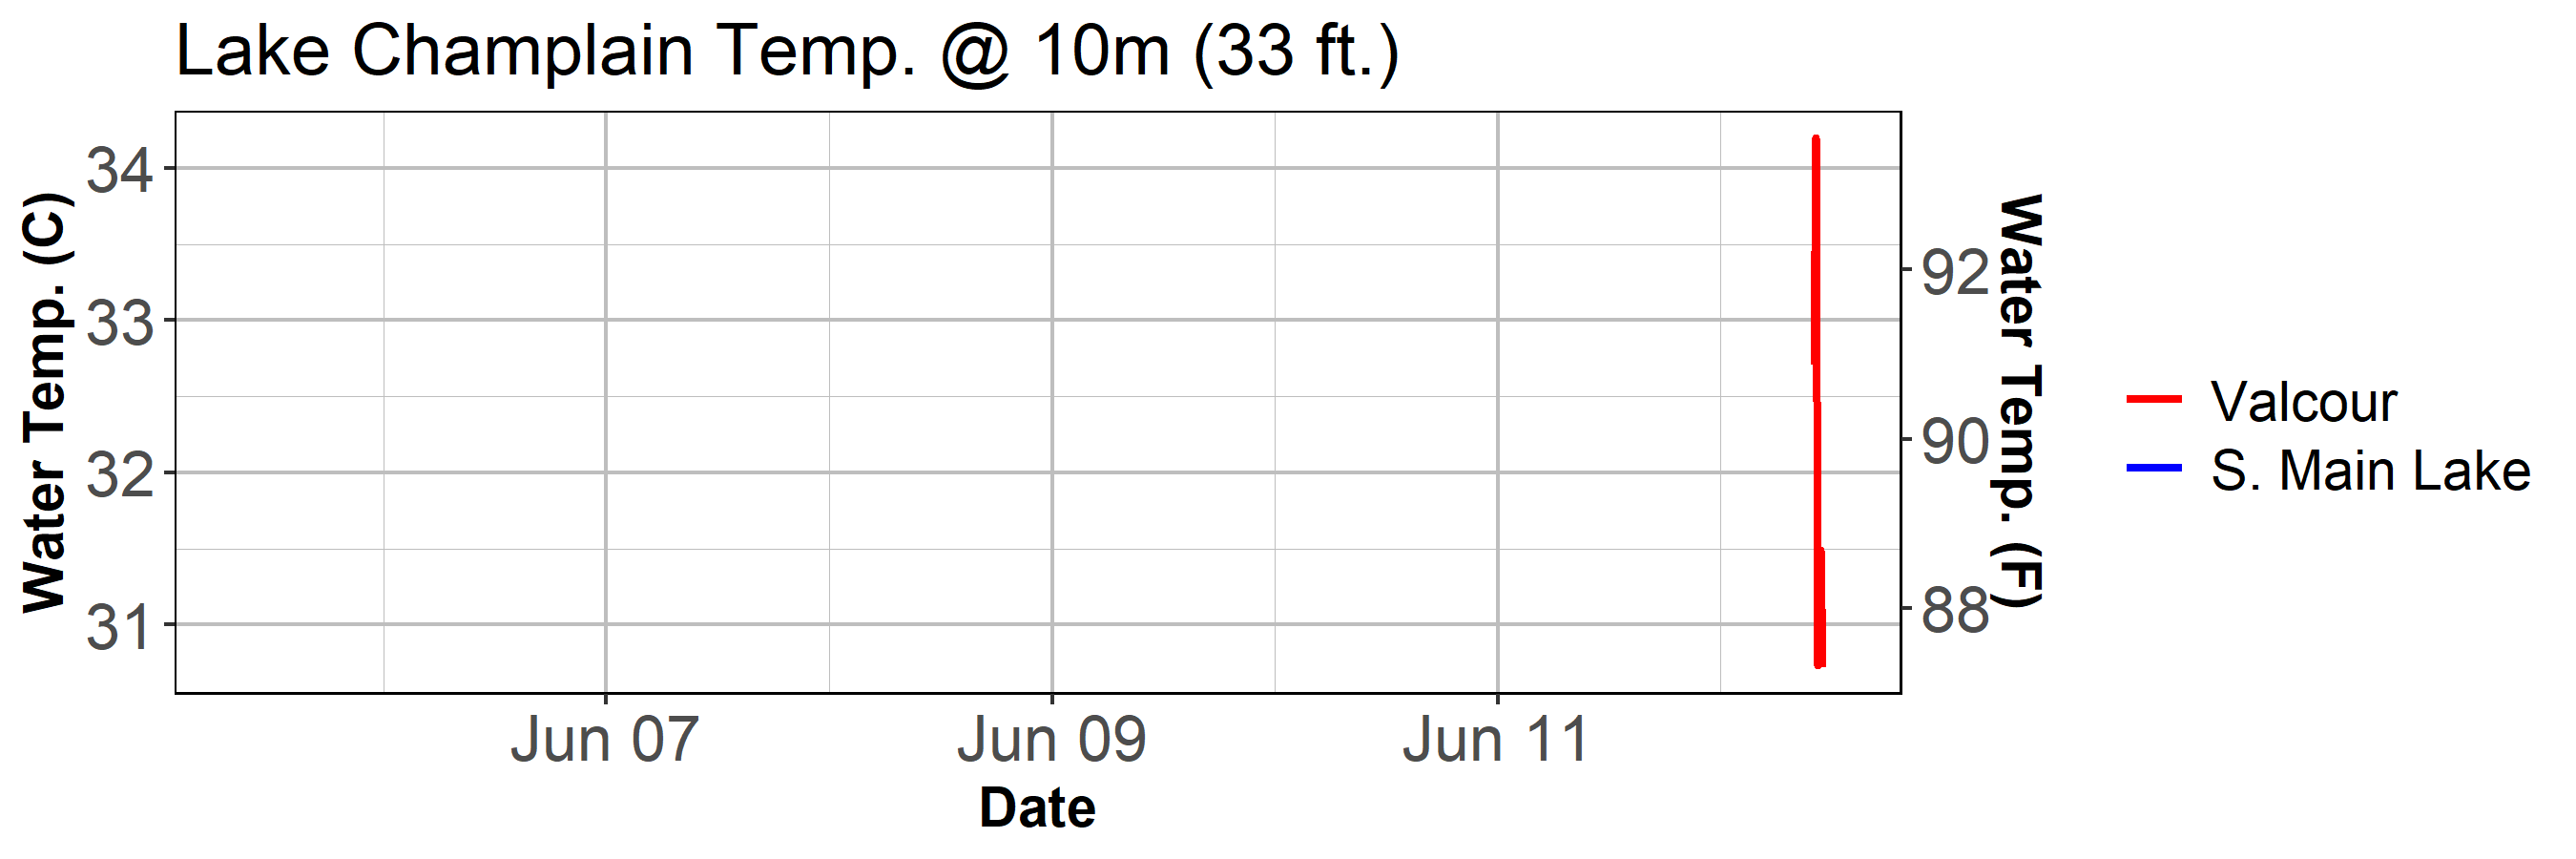 Lake Champlain Temp. @ 10m (33 ft.)
Water Temp. (C)
34
33
32
31
92
90
88
Water Temp. (F)
Jun 07
Jun 09
Jun 11
Date
Valcour
S. Main Lake